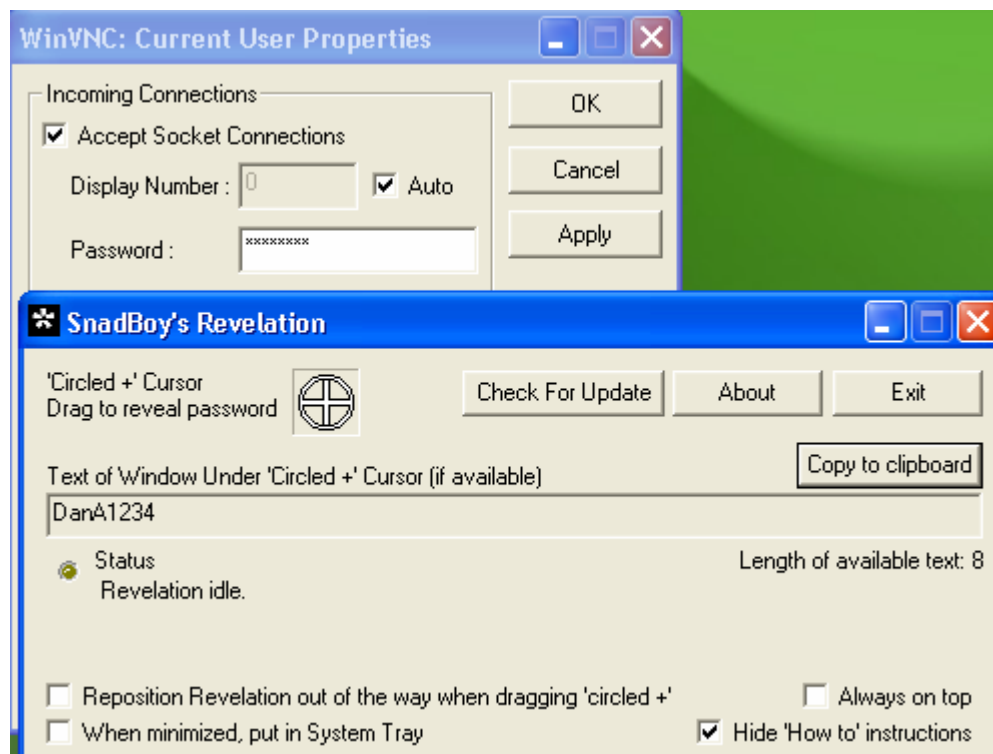 WinVNC: Current User Properties
Incoming Connections
OK
Accept Socket Connections
Cancel
Display Number : 0 Auto
Apply
Password : ********
SnadBoy's Revelation
'Circled +' Cursor
Drag to reveal password
Check For Update About Exit
Copy to clipboard
Text of Window Under 'Circled +' Cursor (if available)
DanA1234
Status Length of available text: 8
Revelation idle.
Reposition Revelation out of the way when dragging 'circled +' Always on top
When minimized, put in System Tray Hide 'How to' instructions